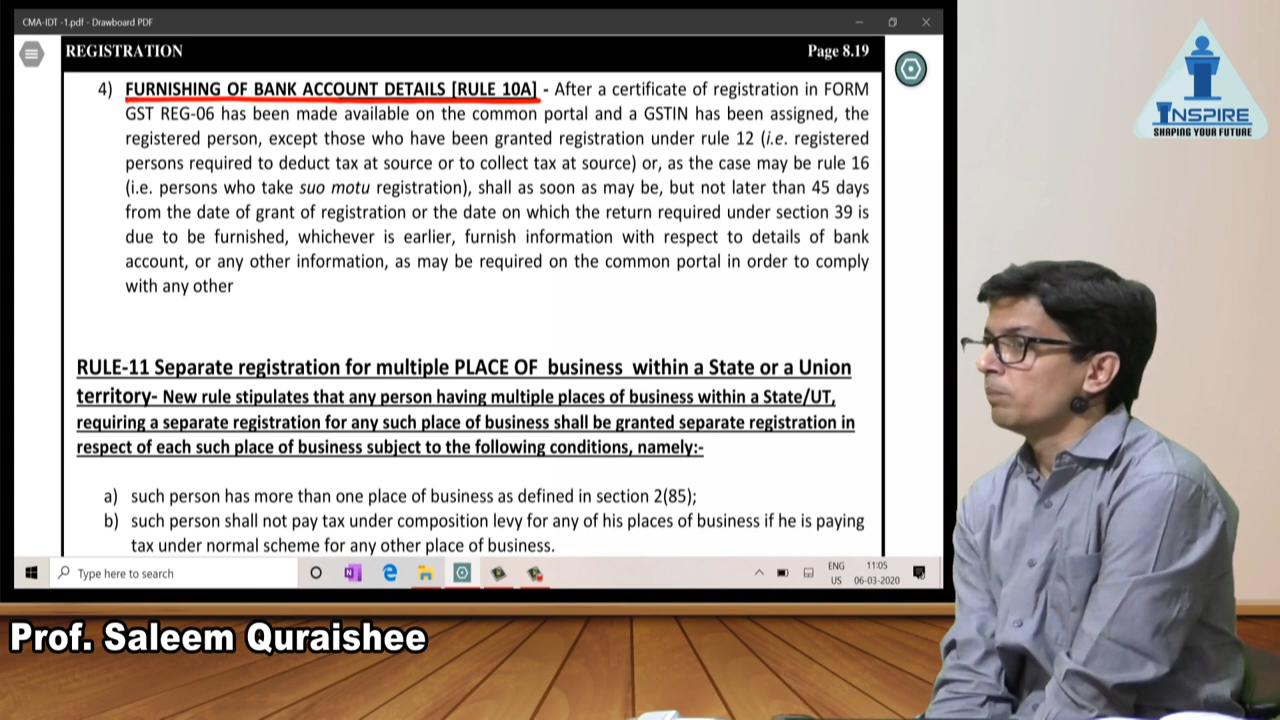 CMA-IDT -1.pdf - Drawboard PDF
REGISTRATION Page 8.19
4) FURNISHING OF BANK ACCOUNT DETAILS [RULE 10A] - After a certificate of registration in FORM
GST REG-06 has been made available on the common portal and a GSTIN has been assigned, the
registered person, except those who have been granted registration under rule 12 (i.e. registered
persons required to deduct tax at source or to collect tax at source) or, as the case may be rule 16
(i.e. persons who take suo motu registration), shall as soon as may be, but not later than 45 days
from the date of grant of registration or the date on which the return required under section 39 is
due to be furnished, whichever is earlier, furnish information with respect to details of bank
account, or any other information, as may be required on the common portal in order to comply
with any other
RULE-11 Separate registration for multiple PLACE OF business within a State or a Union
territory- New rule stipulates that any person having multiple places of business within a State/UT,
requiring a separate registration for any such place of business shall be granted separate registration in
respect of each such place of business subject to the following conditions, namely:-
a) such person has more than one place of business as defined in section 2(85);
b) such person shall not pay tax under composition levy for any of his places of business if he is paying
tax under normal scheme for any other place of business.
Type here to search
N
ENG
US
11:05
06-03-2020
INSPIRE
SHAPING YOUR FUTURE
Prof. Saleem Quraishee